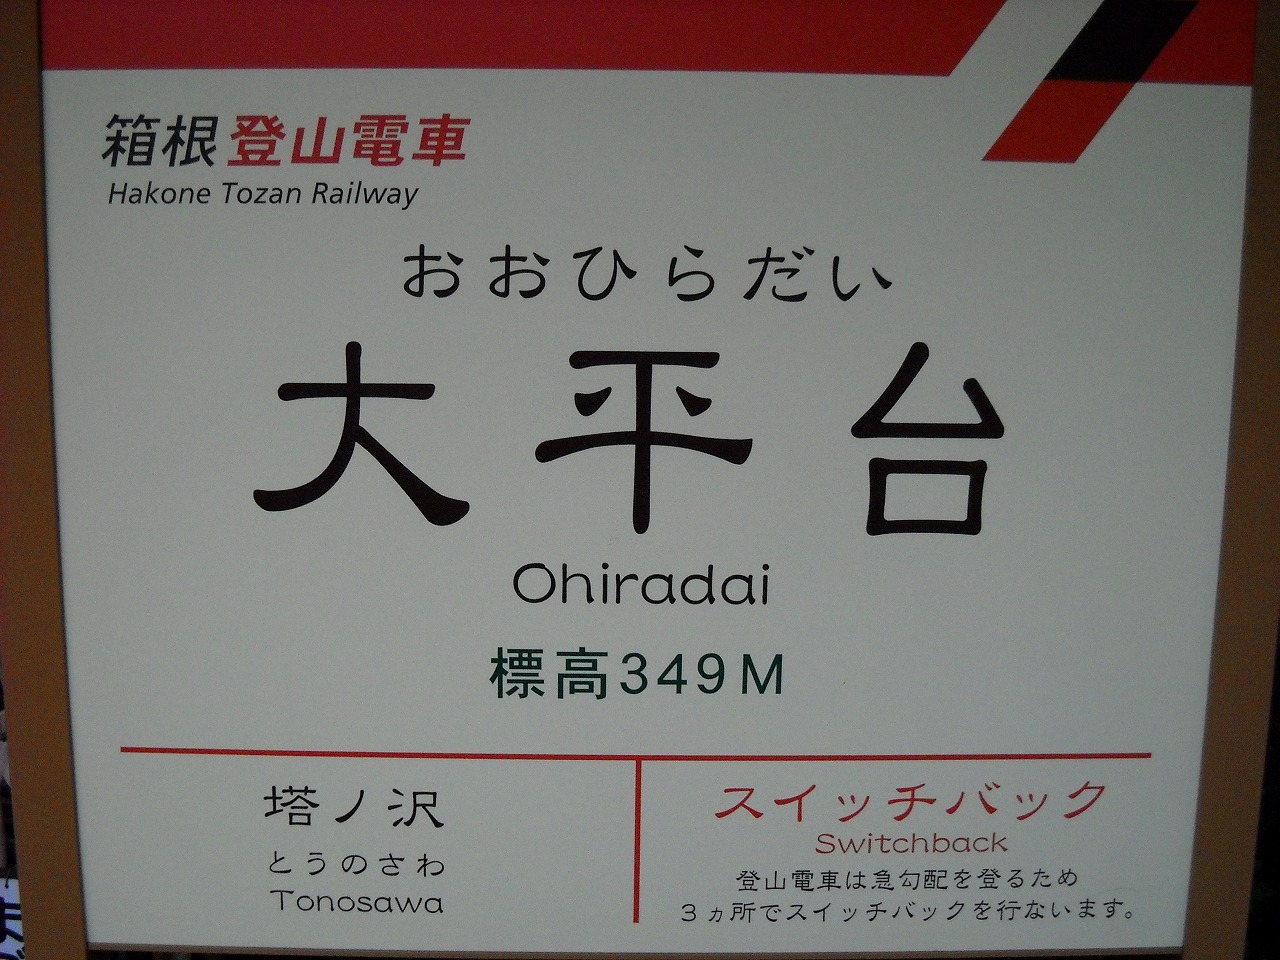 箱根登山電車
Hakone Tozan Railway
おおひらだい
大平台
Ohiradai
標高349M
塔ノ沢
とうのさわ
Tonosawa
スイッチバック
Switchback
登山電車は急勾配を登るため
3ヵ所でスイッチバックを行ないます。